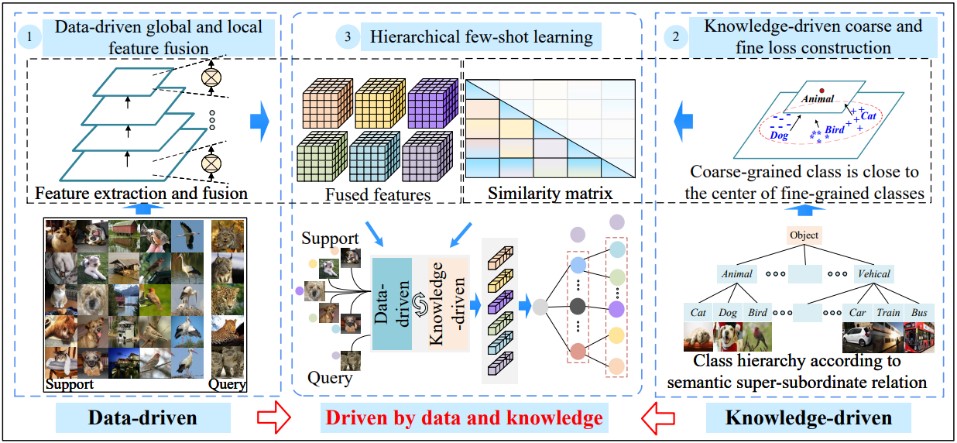 1
Data-driven global and local
feature fusion
Feature extraction and fusion
Support
Query
Data-driven
3
Hierarchical few-shot learning
Fused features
Similarity matrix
Support
Query
Data-
driven
Knowledge
-driven
Driven by data and knowledge
2
Knowledge-driven coarse and
fine loss construction
Animal
Cat
Bird
Dog
Coarse-grained class is close to
the center of fine-grained classes
Object
Animal
Vehical
Cat Dog Bird
Car Train Bus
Class hierarchy according to
semantic super-subordinate relation
Knowledge-driven